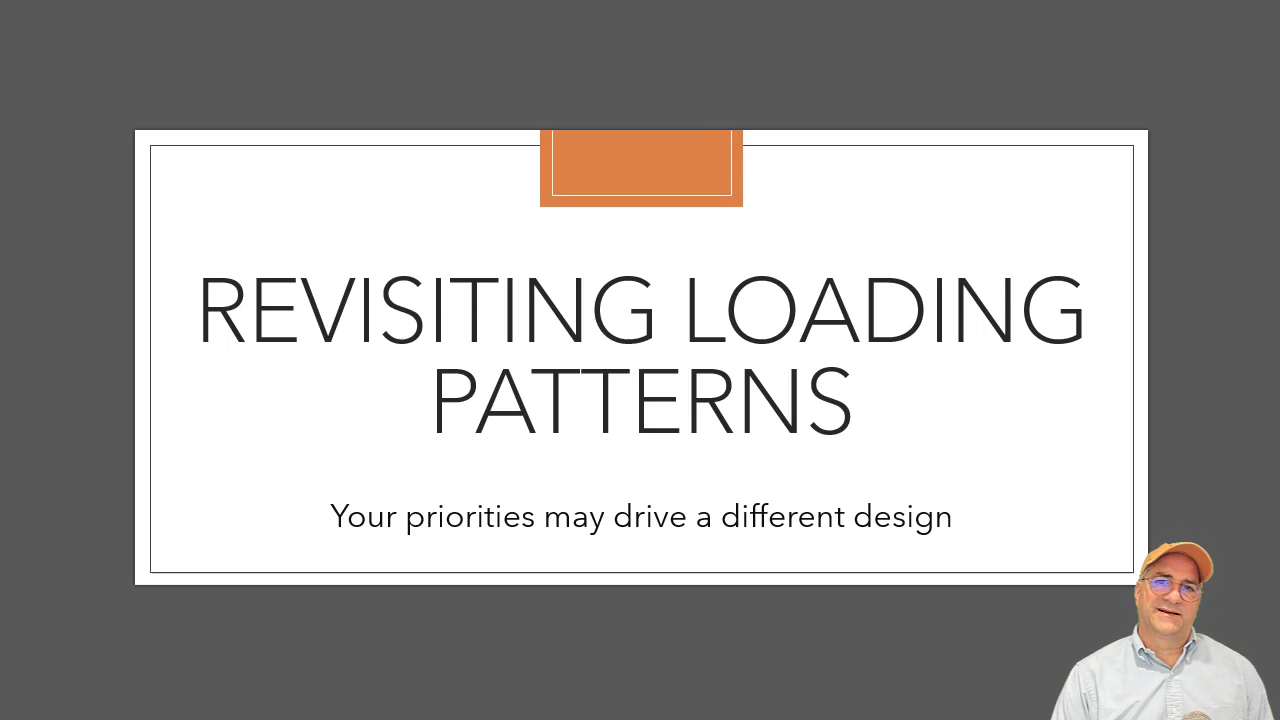 REVISITING LOADING
PATTERNS
Your priorities may drive a different design